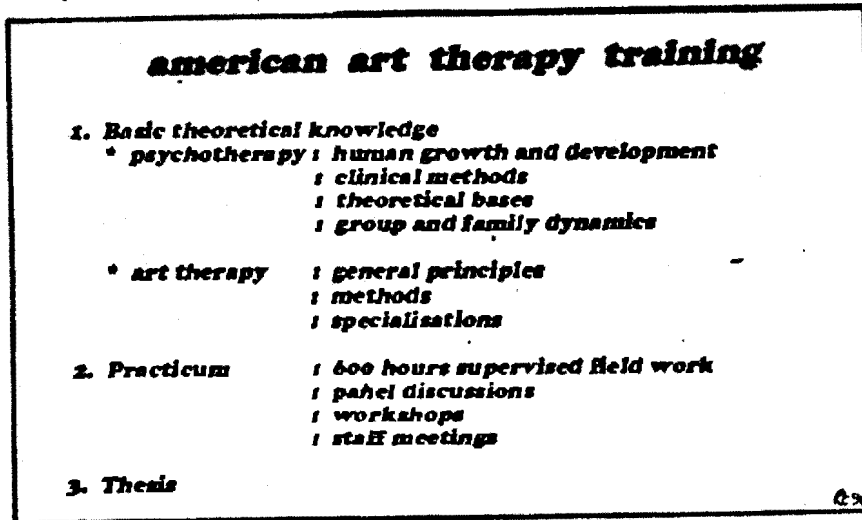 american art therapy training
1. Basic theoretical knowledge
* psychotherapy : human growth and development
: clinical methods
: theoretical bases
: group and family dynamics
* art therapy : general principles
: methods
: specialisations
2. Practicum : 600 hours supervised field work
: panel discussions
: workshops
: staff meetings
3. Thesis